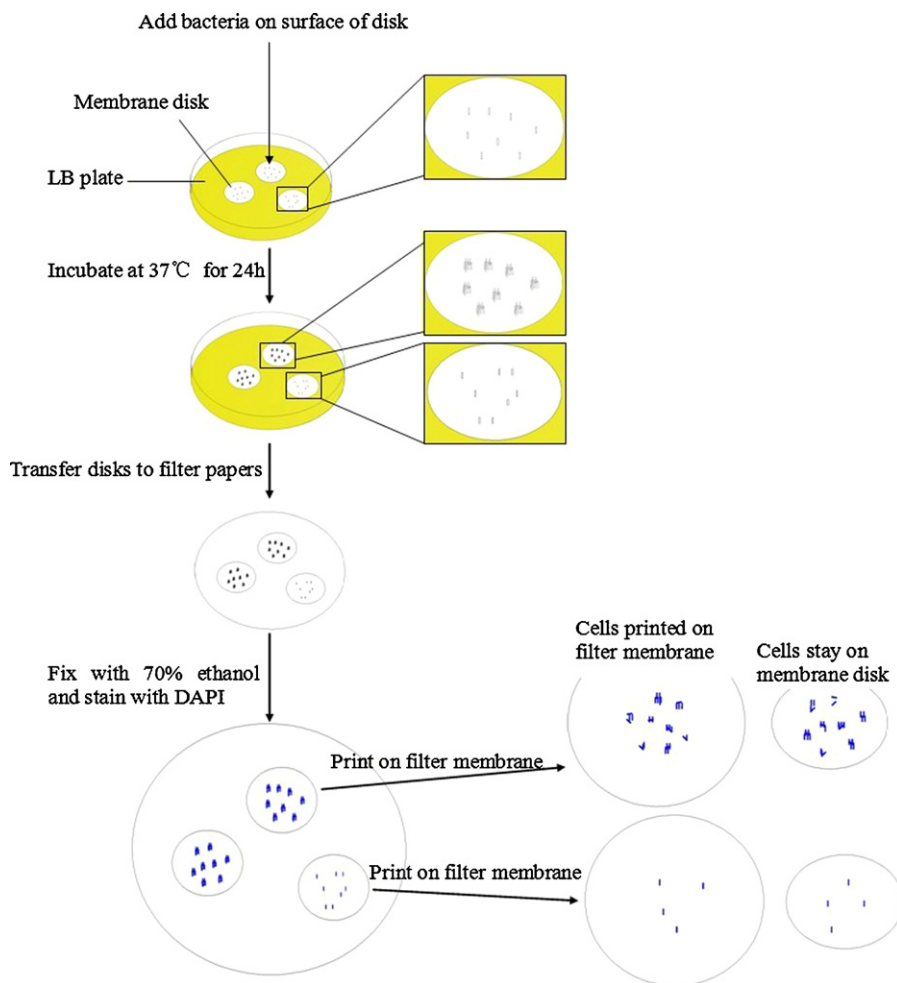 Add bacteria on surface of disk
Membrane disk
LB plate
Incubate at 37℃ for 24h
Transfer disks to filter papers
Fix with 70% ethanol
and stain with DAPI
Cells printed on
filter membrane
Cells stay on
membrane disk
Print on filter membrane
Print on filter membrane